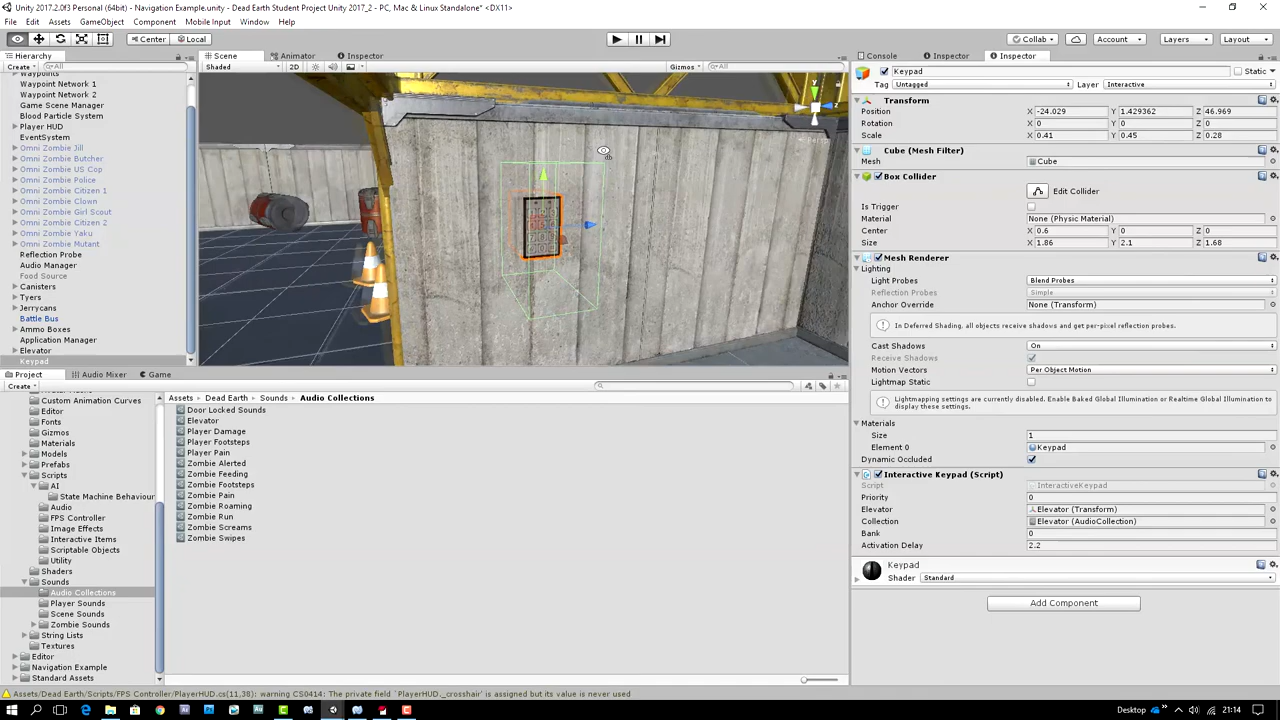 Unity 2017.2.0f3 Personal (64bit) - Navigation Example.unity - Dead Earth Student Project Unity 2017_2 - PC, Mac & Linux Standalone* <DX11>
File Edit Assets GameObject Component Mobile Input Window Help
Center Local Collab Account Layers Layout
Hierarchy Scene Animator Inspector Console Inspector Inspector
Create All Shaded 2D Gizmos All
Keypad Static
Tag Untagged Layer Interactive
Waypoints
Waypoint Network 1
Waypoint Network 2
Game Scene Manager
Blood Particle System
Player HUD
EventSystem
Omni Zombie Jill
Omni Zombie Butcher
Omni Zombie US Cop
Omni Zombie Police
Omni Zombie Citizen 1
Omni Zombie Clown
Omni Zombie Girl Scout
Omni Zombie Citizen 2
Omni Zombie Yaku
Omni Zombie Mutant
Reflection Probe
Audio Manager
Food Source
Canisters
Tyers
Jerrycans
Battle Bus
Ammo Boxes
Application Manager
Elevator
Keypad
y
z
Persp
Transform
Position X -24.029 Y 1.429362 Z 46.969
Rotation X 0 Y 0 Z 0
Scale X 0.41 Y 0.45 Z 0.28
Cube (Mesh Filter)
Mesh Cube
Box Collider
Edit Collider
Is Trigger
Material None (Physic Material)
Center X 0.6 Y 0 Z 0
Size X 1.86 Y 2.1 Z 1.68
Mesh Renderer
Lighting
Light Probes Blend Probes
Reflection Probes Simple
Anchor Override None (Transform)
In Deferred Shading, all objects receive shadows and get per-pixel reflection probes.
Cast Shadows On
Receive Shadows
Motion Vectors Per Object Motion
Lightmap Static
Lightmapping settings are currently disabled. Enable Baked Global Illumination or Realtime Global Illumination to display these settings.
Materials
Size 1
Element 0 Keypad
Dynamic Occluded
Interactive Keypad (Script)
Script InteractiveKeypad
Priority 0
Elevator Elevator (Transform)
Collection Elevator (AudioCollection)
Bank 0
Activation Delay 2.2
Keypad
Shader Standard
Add Component
Project Audio Mixer Game
Create
Custom Animation Curves
Editor
Fonts
Gizmos
Materials
Models
Prefabs
Scripts
AI
State Machine Behaviour
Audio
FPS Controller
Image Effects
Interactive Items
Scriptable Objects
Utility
Shaders
Sounds
Audio Collections
Player Sounds
Scene Sounds
Zombie Sounds
String Lists
Textures
Editor
Navigation Example
Standard Assets
Assets Dead Earth Sounds Audio Collections
Door Locked Sounds
Elevator
Player Damage
Player Footsteps
Player Pain
Zombie Alerted
Zombie Feeding
Zombie Footsteps
Zombie Pain
Zombie Roaming
Zombie Run
Zombie Screams
Zombie Swipes
Assets/Dead Earth/Scripts/FPS Controller/PlayerHUD.cs(11,38): warning CS0414: The private field `PlayerHUD._crosshair' is assigned but its value is never used
Desktop 21:14